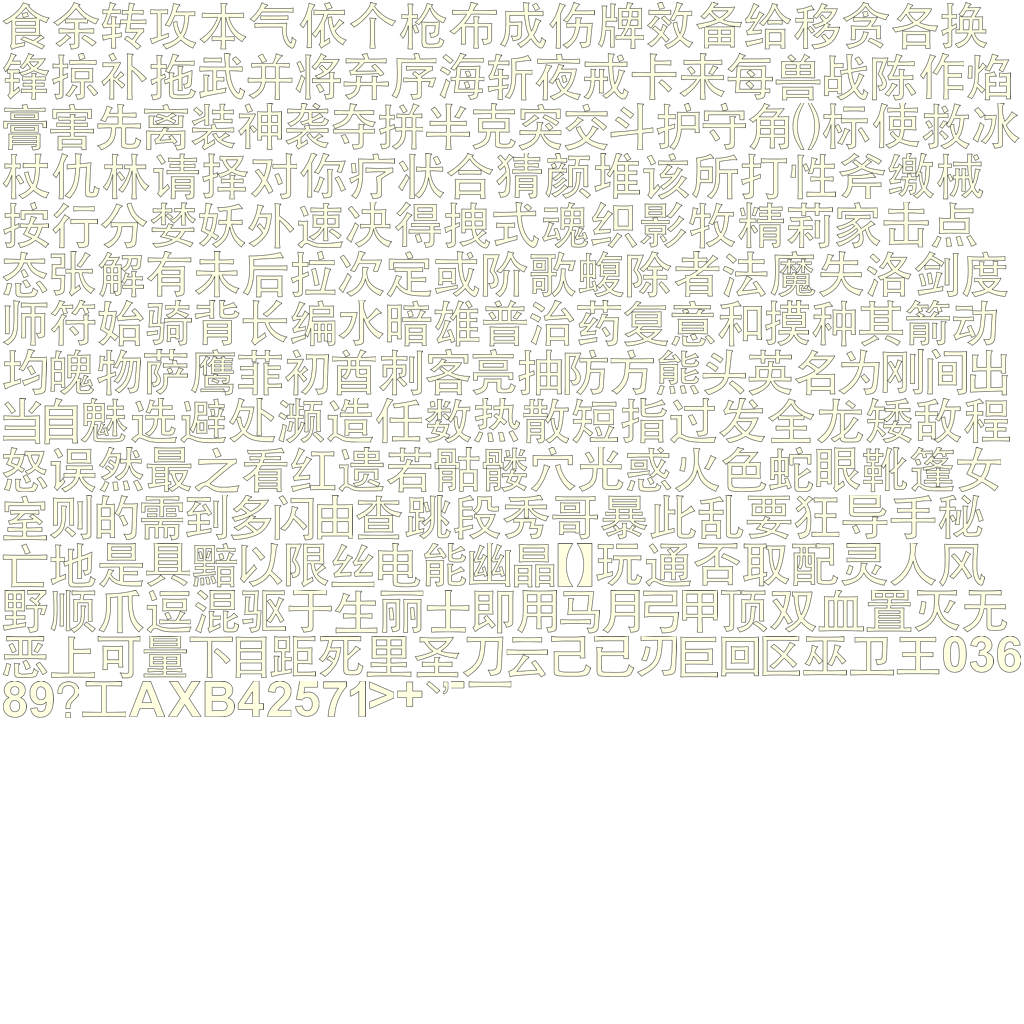 食余转攻本气依个枪布成伤牌效备给移贪各换
锋掠补拖武并将弃序海斩夜戒卡来每兽战陈作焰
膏害先离装神袭夺拼半克突交斗护守角()标使救冰
杖仇林请择对你疗状合猜颜堆该所打性斧缴械
按行分婪妖外速决得拽式魂织影牧精莉家击点
态张解有未后拉次定或阶歌蝮除者法魔失洛剑度
师符始骑背长编水暗雄普治药复意和摸种其箭动
均魄物萨鹰菲初酋刺客亮抽防方熊头英名为刚间出
当自魅选避处濒造任数热散短指过发全龙矮敌程
怒误然最之看红遗若骷髅穴光惑火色蛇眼靴篷女
室则的需到多闪由查跳段秀哥暴此乱要狂导手秘
亡地是具黯以限丝电能幽晶【】玩通否取配灵人风
野顺爪逗混驱于生丽士即用马月弓甲顶双血置灭无
恶上可量下目距死里圣刀云己已刃巨回区巫卫王036
89?工AXB42571>+`,-一